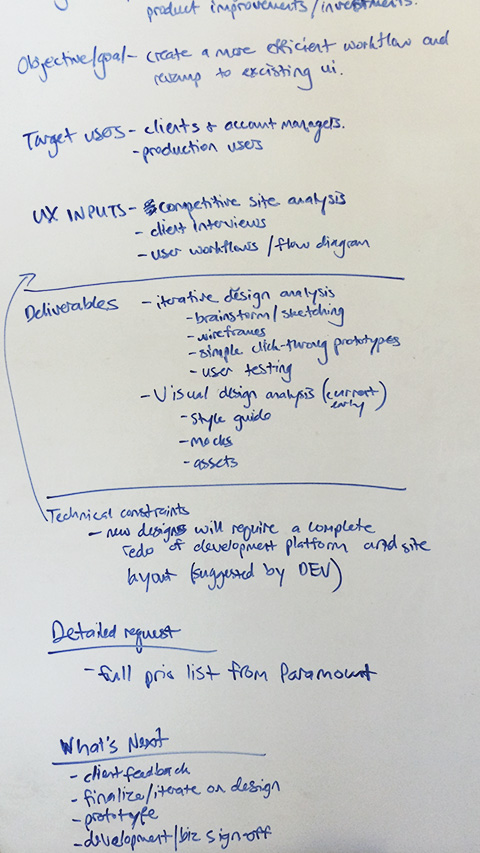 product improvements/investments.
Objective/goal - create a more efficient workflow and
revamp to excisting ui.
Target users - clients & account managers.
- production users
UX INPUTS - competitive site analysis
- client interviews
- user workflows / flow diagram
Deliverables - iterative design analysis
- brainstorm/sketching
- wireframes
- simple click-throug prototypes
- user testing
- Visual design analysis (current early)
- style guide
- mocks
- assets
Technical constraints
- new designs will require a complete
redo of development platform and site
layout (suggested by DEV)
Detailed request
- full list from Paramount
What's Next
- client feedback
- finalize/iterate on design
- prototype
- development/biz sign-off